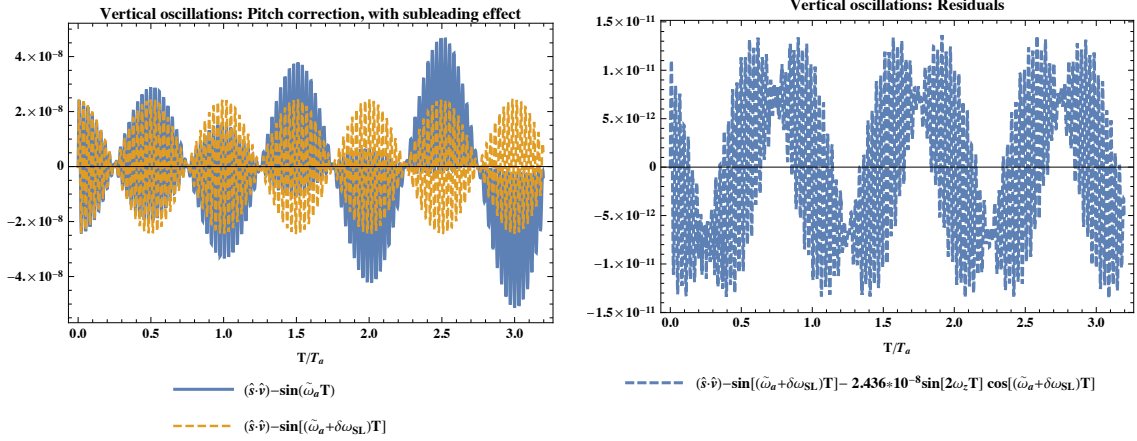 Vertical oscillations: Pitch correction, with subleading effect
4.×10⁻⁸
2.×10⁻⁸
0
−2.×10⁻⁸
−4.×10⁻⁸
0.0 0.5 1.0 1.5 2.0 2.5 3.0
T/Tₐ
(ŝ·v̂)−sin(ω̃ₐT)
(ŝ·v̂)−sin[(ω̃ₐ+δω_SL)T]
Vertical oscillations: Residuals
1.5×10⁻¹¹
1.×10⁻¹¹
5.×10⁻¹²
0
−5.×10⁻¹²
−1.×10⁻¹¹
−1.5×10⁻¹¹
0.0 0.5 1.0 1.5 2.0 2.5 3.0
T/Tₐ
(ŝ·v̂)−sin[(ω̃ₐ+δω_SL)T]− 2.436*10⁻⁸sin[2ω_zT] cos[(ω̃ₐ+δω_SL)T]